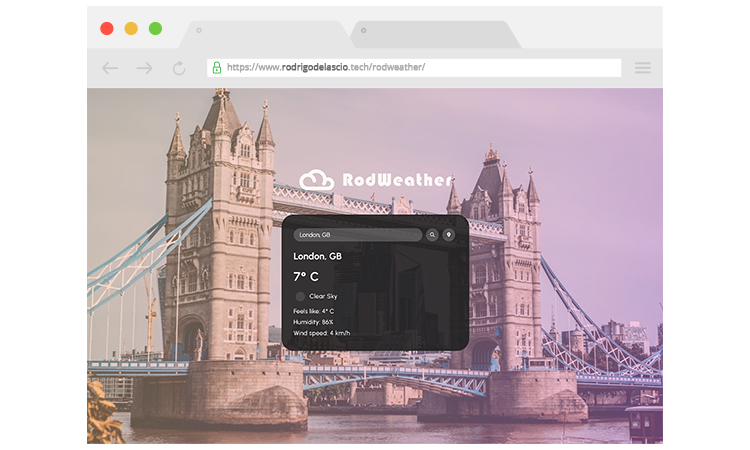 https://www.rodrigodelascio.tech/rodweather/
RodWeather
London, GB
London, GB
7° C
Clear Sky
Feels like: 4° C
Humidity: 86%
Wind speed: 4 km/h